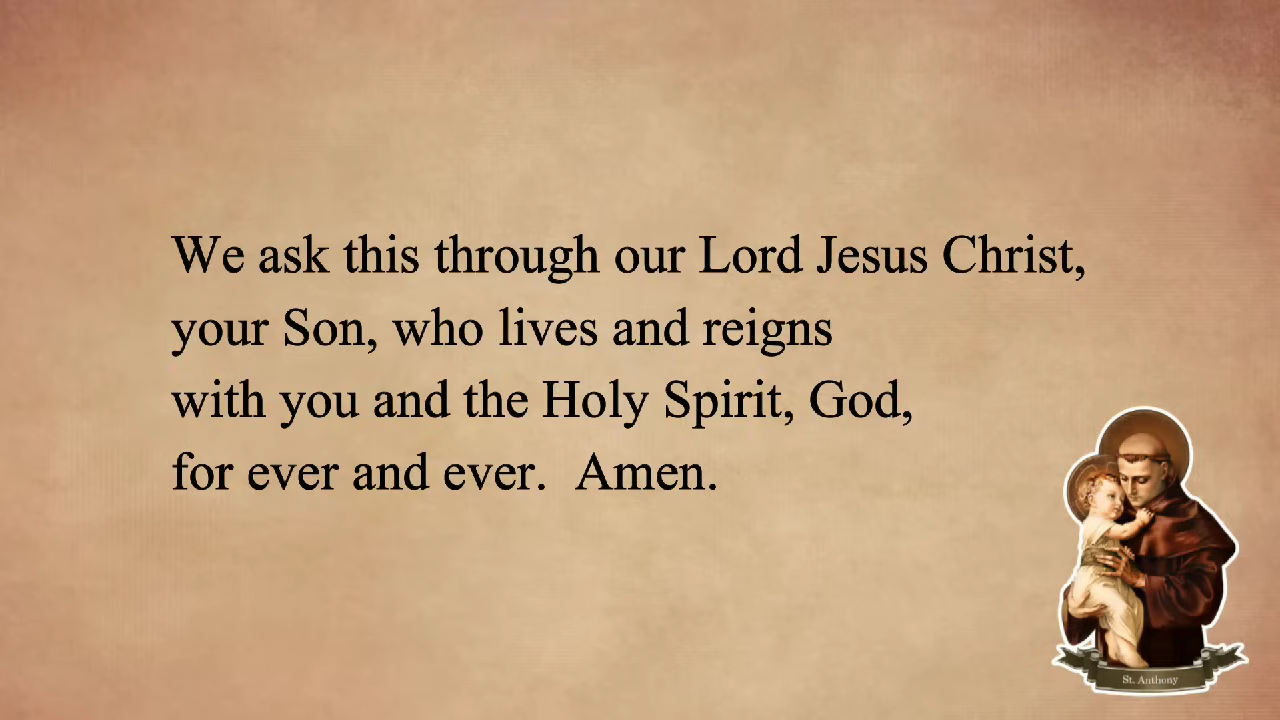 We ask this through our Lord Jesus Christ,
your Son, who lives and reigns
with you and the Holy Spirit, God,
for ever and ever.  Amen.
St. Anthony